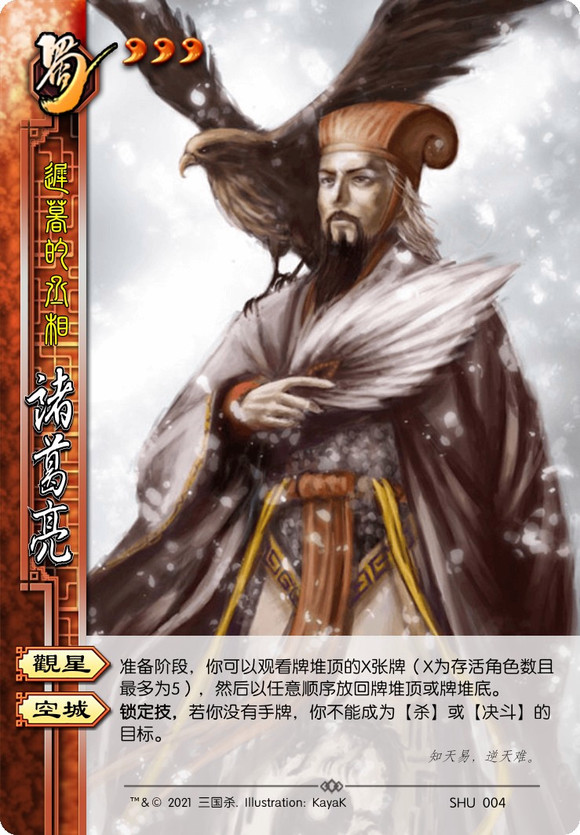 蜀
遲暮的丞相
諸葛亮
觀星
准备阶段，你可以观看牌堆顶的X张牌（X为存活角色数且
最多为5），然后以任意顺序放回牌堆顶或牌堆底。
空城
锁定技，若你没有手牌，你不能成为【杀】或【决斗】的
目标。
知天易，逆天难。
™&© 2021 三国杀. Illustration: KayaK
SHU 004